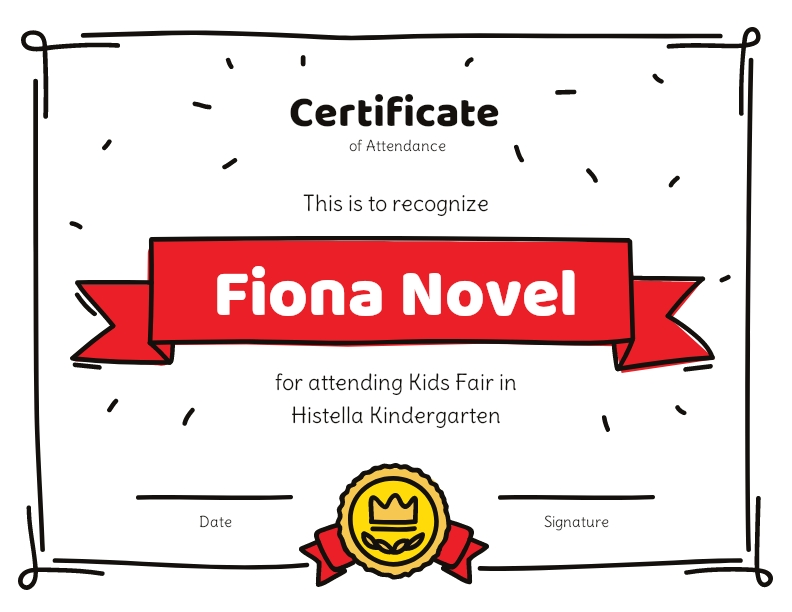 Certificate
of Attendance
This is to recognize
Fiona Novel
for attending Kids Fair in
Histella Kindergarten
Date
Signature